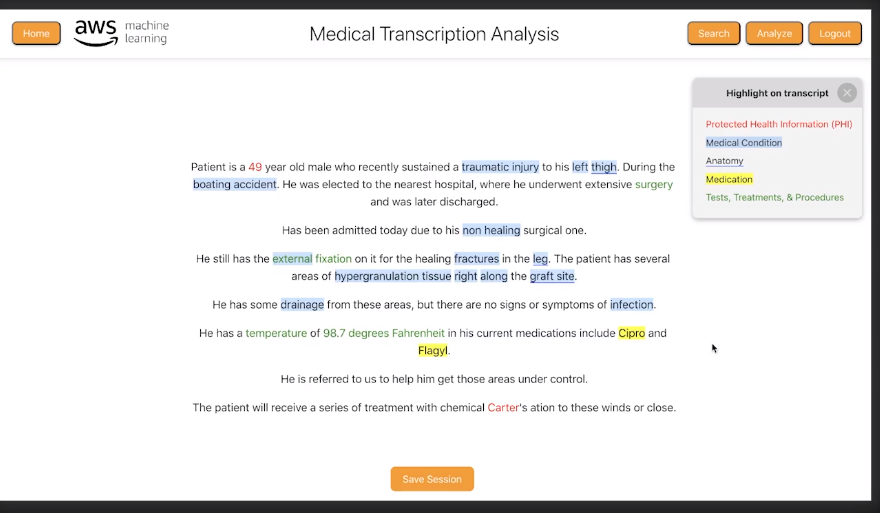 Home
aws machine learning
Medical Transcription Analysis
Search
Analyze
Logout
Highlight on transcript
Protected Health Information (PHI)
Medical Condition
Anatomy
Medication
Tests, Treatments, & Procedures
Patient is a 49 year old male who recently sustained a traumatic injury to his left thigh. During the
boating accident. He was elected to the nearest hospital, where he underwent extensive surgery
and was later discharged.
Has been admitted today due to his non healing surgical one.
He still has the external fixation on it for the healing fractures in the leg. The patient has several
areas of hypergranulation tissue right along the graft site.
He has some drainage from these areas, but there are no signs or symptoms of infection.
He has a temperature of 98.7 degrees Fahrenheit in his current medications include Cipro and
Flagyl.
He is referred to us to help him get those areas under control.
The patient will receive a series of treatment with chemical Carter's ation to these winds or close.
Save Session